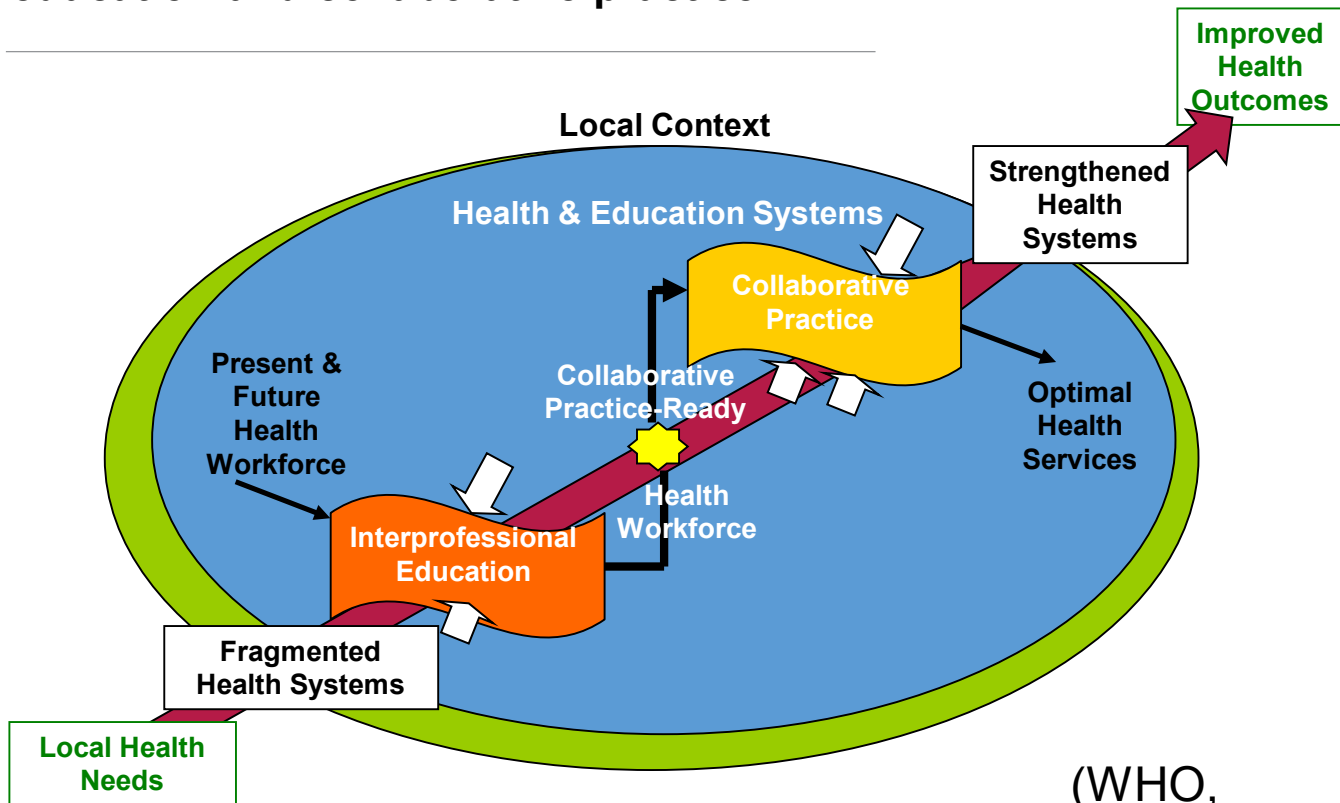 Improved
Health
Outcomes
Local Context
Strengthened
Health
Systems
Health & Education Systems
Collaborative
Practice
Present &
Future
Health
Workforce
Collaborative
Practice-Ready
Optimal
Health
Services
Health
Workforce
Interprofessional
Education
Fragmented
Health Systems
Local Health
Needs
(WHO,